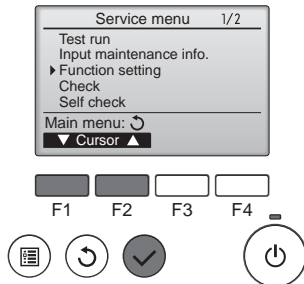 Service menu 1/2
Test run
Input maintenance info.
Function setting
Check
Self check
Main menu:
Cursor
F1 F2 F3 F4